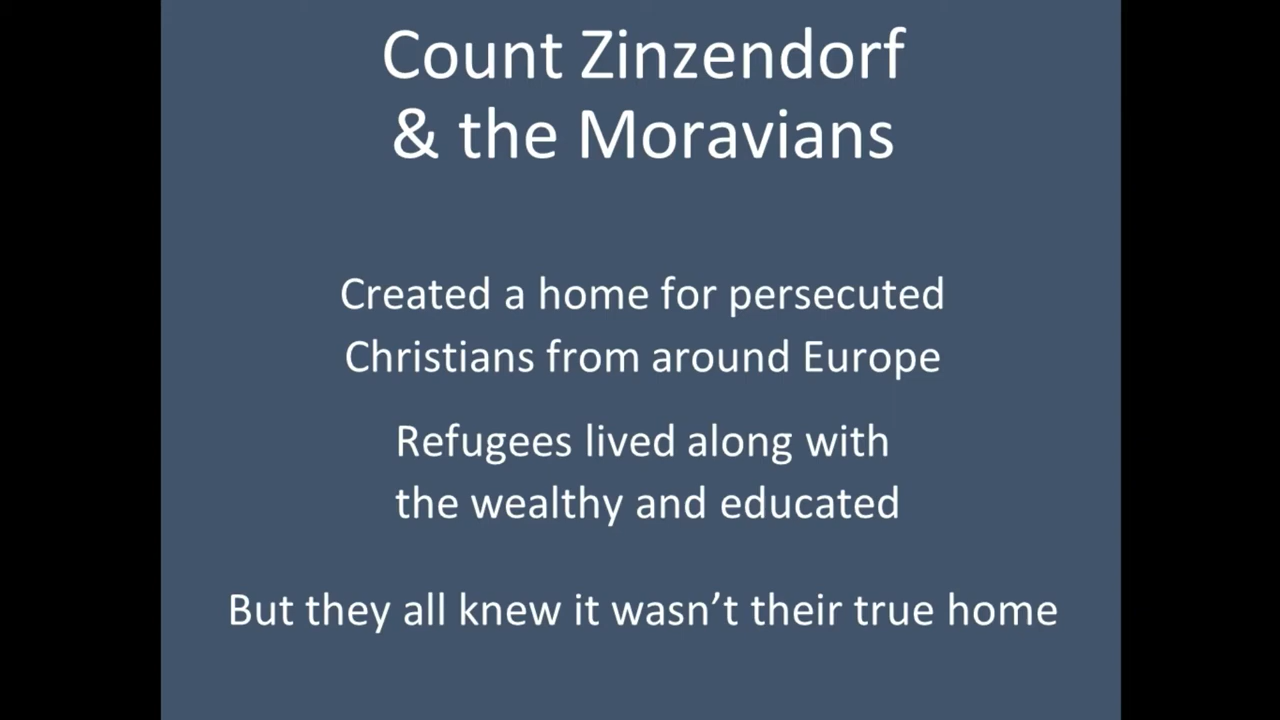 Count Zinzendorf
& the Moravians
Created a home for persecuted
Christians from around Europe
Refugees lived along with
the wealthy and educated
But they all knew it wasn’t their true home